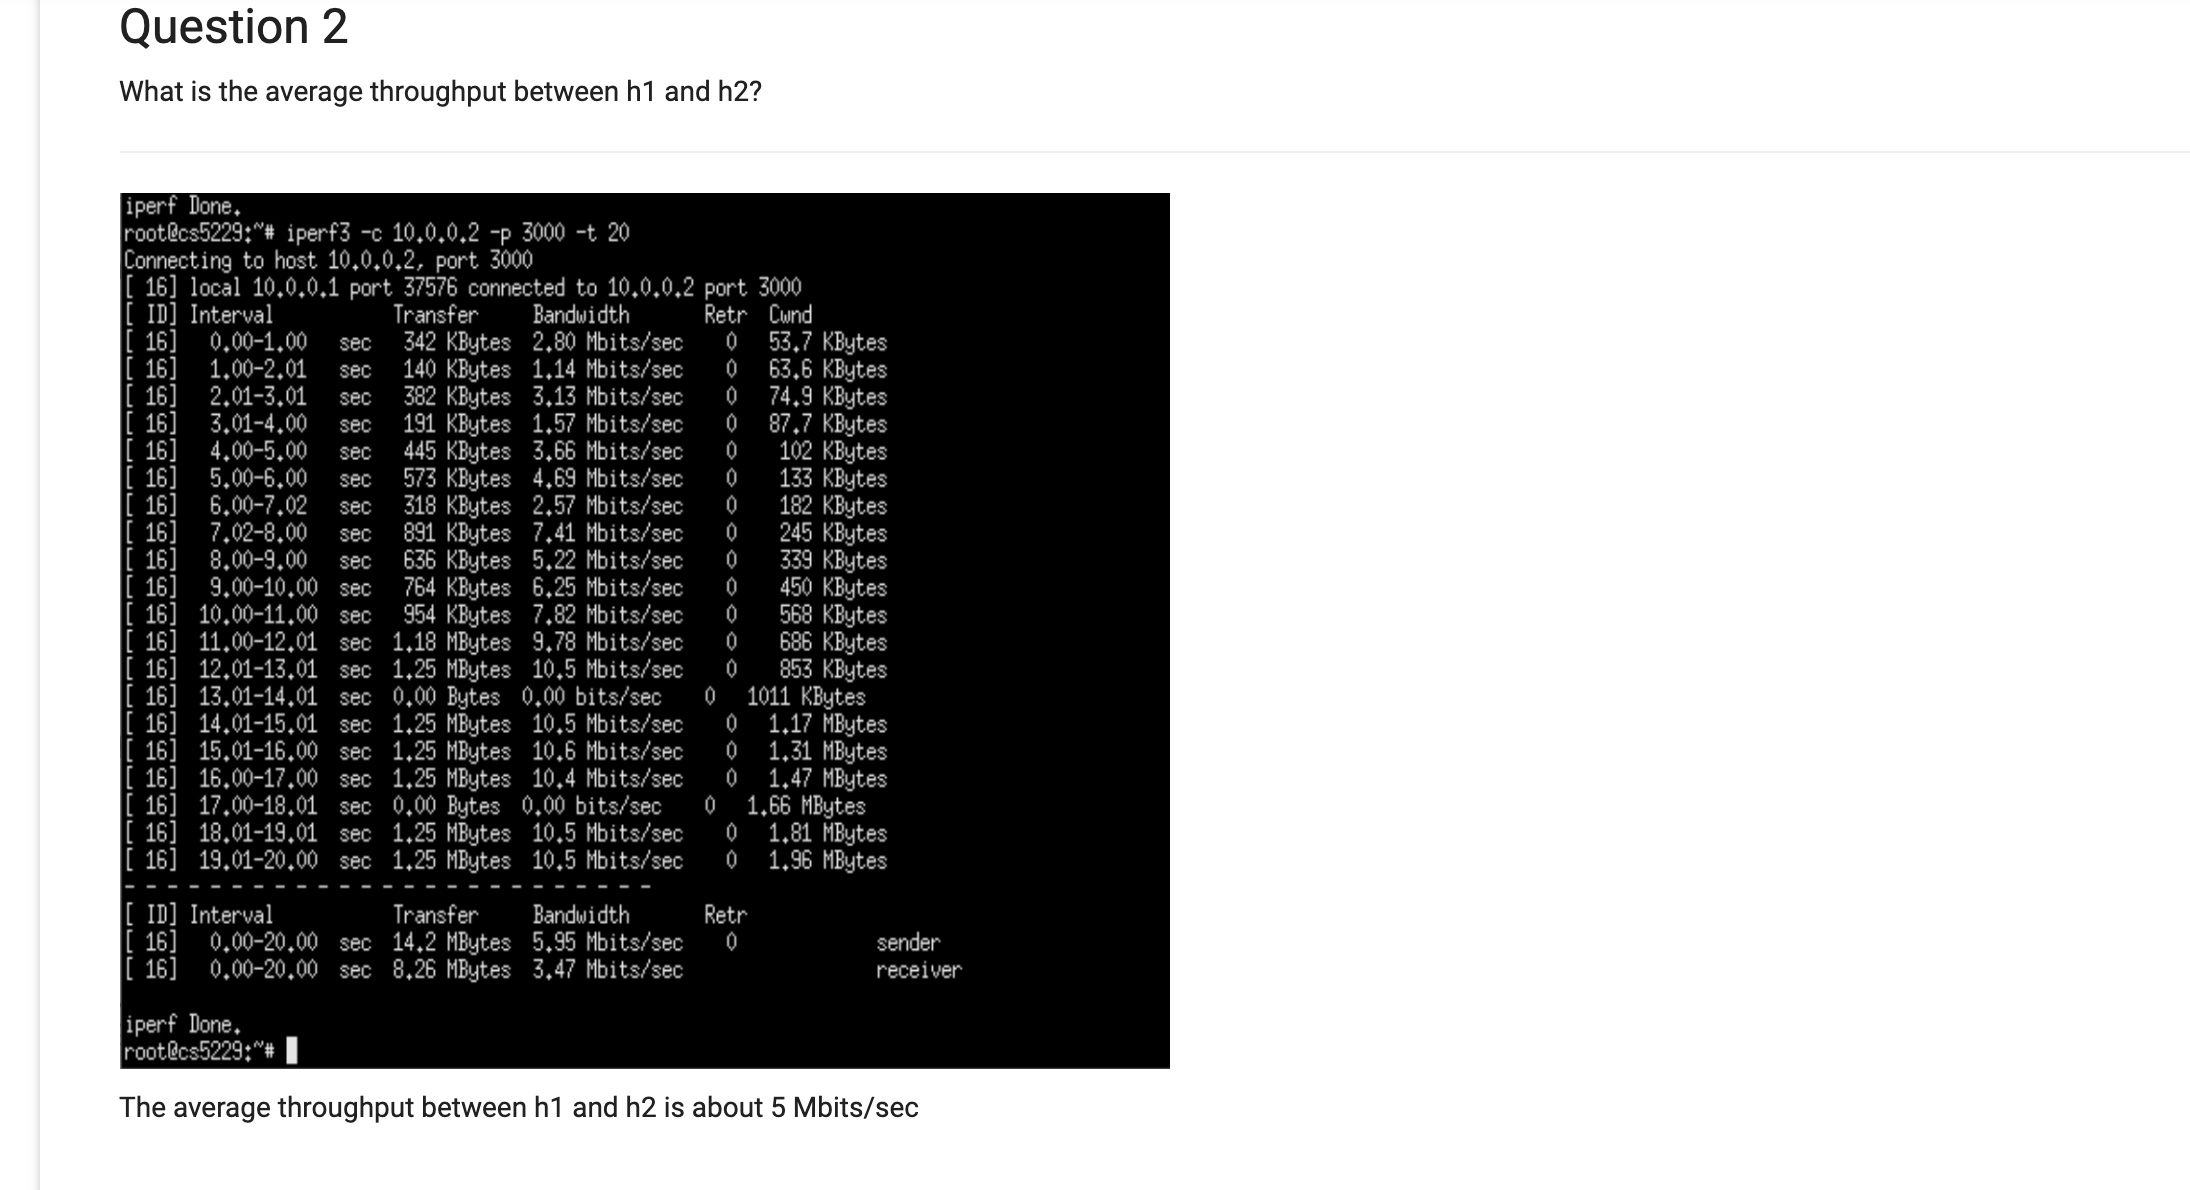 Question 2
What is the average throughput between h1 and h2?
iperf Done.
root@cs5229:~# iperf3 -c 10.0.0.2 -p 3000 -t 20
Connecting to host 10.0.0.2, port 3000
[ 16] local 10.0.0.1 port 37576 connected to 10.0.0.2 port 3000
[ ID] Interval Transfer Bandwidth Retr Cwnd
[ 16] 0.00-1.00 sec 342 KBytes 2.80 Mbits/sec 0 53.7 KBytes
[ 16] 1.00-2.01 sec 140 KBytes 1.14 Mbits/sec 0 63.6 KBytes
[ 16] 2.01-3.01 sec 382 KBytes 3.13 Mbits/sec 0 74.9 KBytes
[ 16] 3.01-4.00 sec 191 KBytes 1.57 Mbits/sec 0 87.7 KBytes
[ 16] 4.00-5.00 sec 445 KBytes 3.66 Mbits/sec 0 102 KBytes
[ 16] 5.00-6.00 sec 573 KBytes 4.69 Mbits/sec 0 133 KBytes
[ 16] 6.00-7.02 sec 318 KBytes 2.57 Mbits/sec 0 182 KBytes
[ 16] 7.02-8.00 sec 891 KBytes 7.41 Mbits/sec 0 245 KBytes
[ 16] 8.00-9.00 sec 636 KBytes 5.22 Mbits/sec 0 339 KBytes
[ 16] 9.00-10.00 sec 764 KBytes 6.25 Mbits/sec 0 450 KBytes
[ 16] 10.00-11.00 sec 954 KBytes 7.82 Mbits/sec 0 568 KBytes
[ 16] 11.00-12.01 sec 1.18 MBytes 9.78 Mbits/sec 0 686 KBytes
[ 16] 12.01-13.01 sec 1.25 MBytes 10.5 Mbits/sec 0 853 KBytes
[ 16] 13.01-14.01 sec 0.00 Bytes 0.00 bits/sec 0 1011 KBytes
[ 16] 14.01-15.01 sec 1.25 MBytes 10.5 Mbits/sec 0 1.17 MBytes
[ 16] 15.01-16.00 sec 1.25 MBytes 10.6 Mbits/sec 0 1.31 MBytes
[ 16] 16.00-17.00 sec 1.25 MBytes 10.4 Mbits/sec 0 1.47 MBytes
[ 16] 17.00-18.01 sec 0.00 Bytes 0.00 bits/sec 0 1.66 MBytes
[ 16] 18.01-19.01 sec 1.25 MBytes 10.5 Mbits/sec 0 1.81 MBytes
[ 16] 19.01-20.00 sec 1.25 MBytes 10.5 Mbits/sec 0 1.96 MBytes
- - - - - - - - - - - - - - - - - - - - - - - - -
[ ID] Interval Transfer Bandwidth Retr
[ 16] 0.00-20.00 sec 14.2 MBytes 5.95 Mbits/sec 0 sender
[ 16] 0.00-20.00 sec 8.26 MBytes 3.47 Mbits/sec receiver
iperf Done.
root@cs5229:~#
The average throughput between h1 and h2 is about 5 Mbits/sec